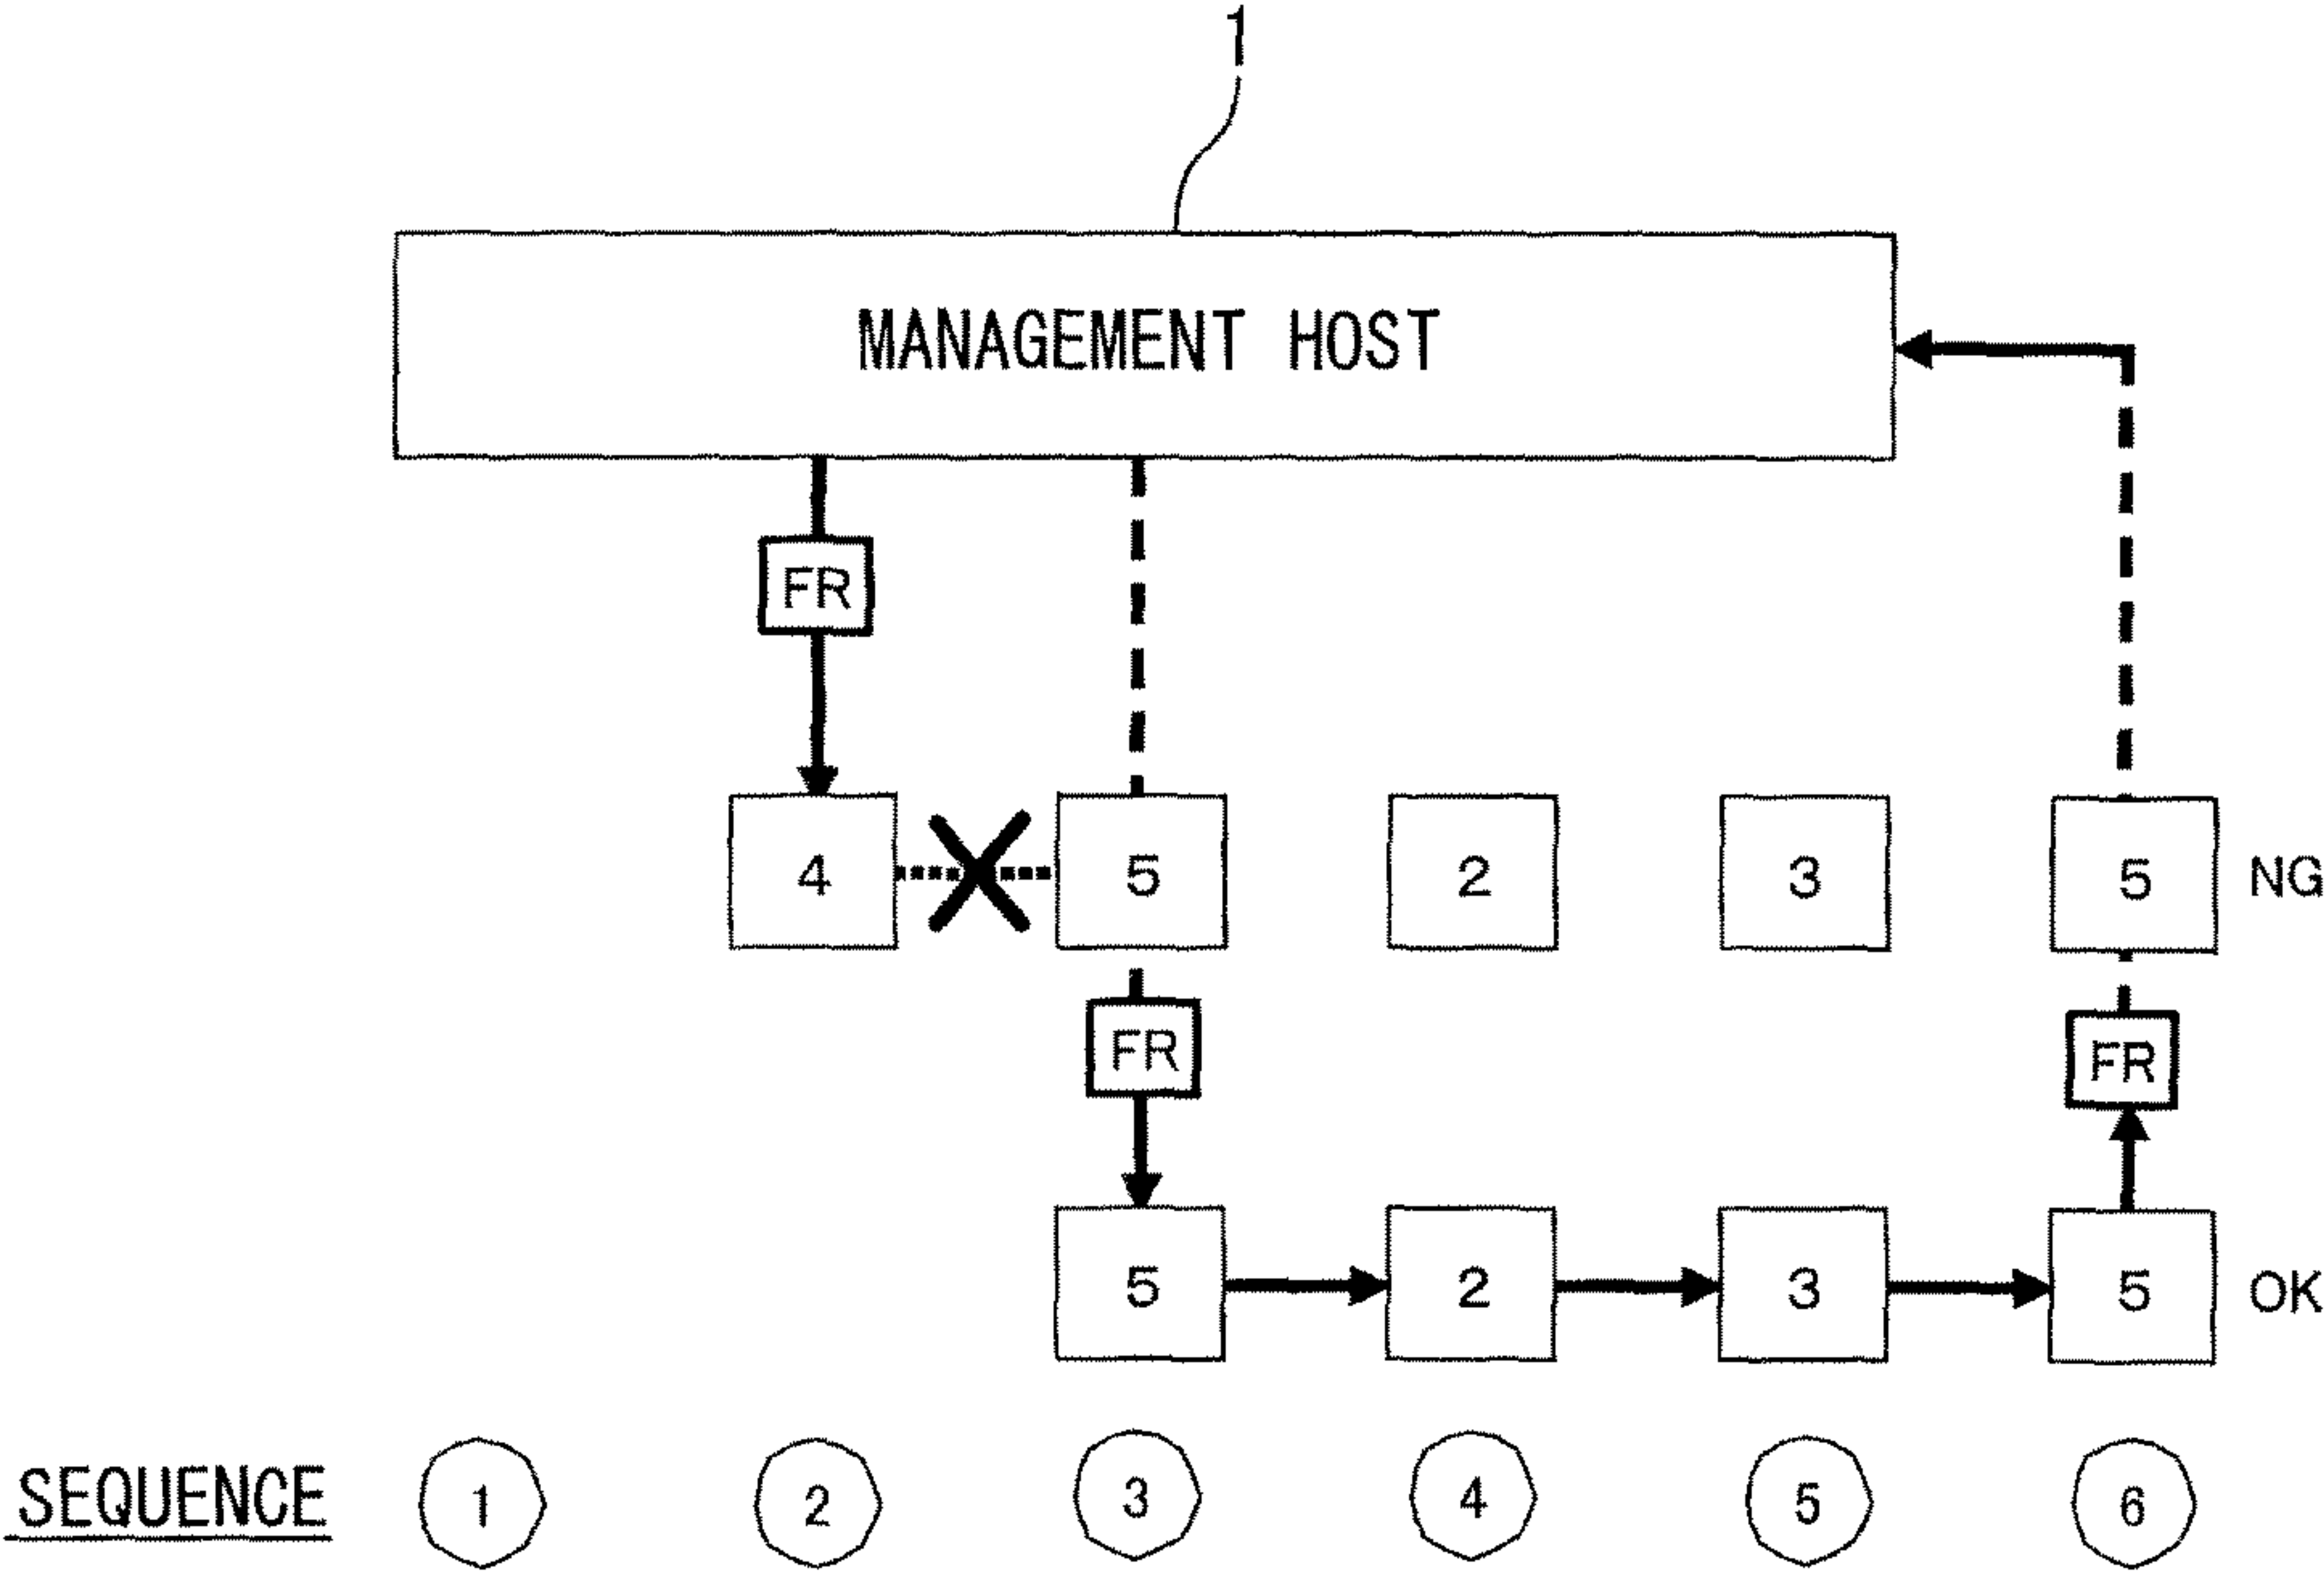 1
MANAGEMENT HOST
FR
4 5 2 3 5 NG
FR FR
5 2 3 5 OK
SEQUENCE 1 2 3 4 5 6